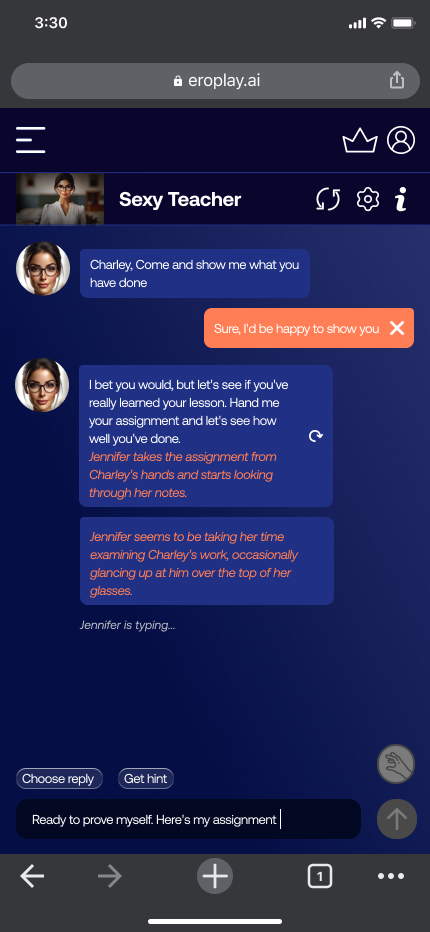 3:30
eroplay.ai
Sexy Teacher
Charley, Come and show me what you
have done
Sure, I'd be happy to show you
I bet you would, but let's see if you've
really learned your lesson. Hand me
your assignment and let's see how
well you've done.
Jennifer takes the assignment from
Charley's hands and starts looking
through her notes.
Jennifer seems to be taking her time
examining Charley's work, occasionally
glancing up at him over the top of her
glasses.
Jennifer is typing...
Choose reply
Get hint
Ready to prove myself. Here's my assignment
1